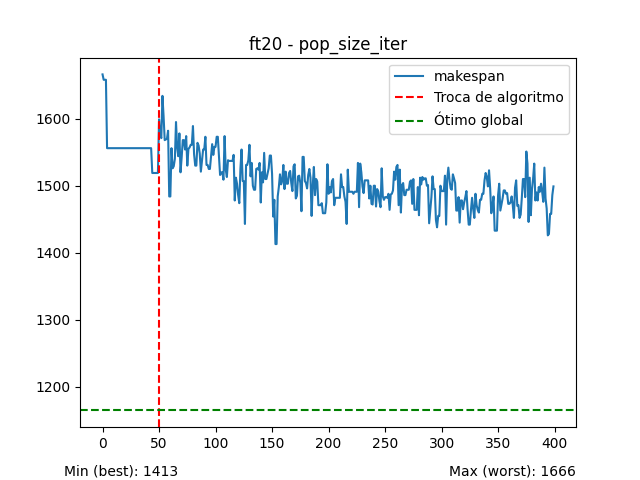 ft20 - pop_size_iter
makespan
Troca de algoritmo
Ótimo global
1600
1500
1400
1300
1200
0 50 100 150 200 250 300 350 400
Min (best): 1413 Max (worst): 1666